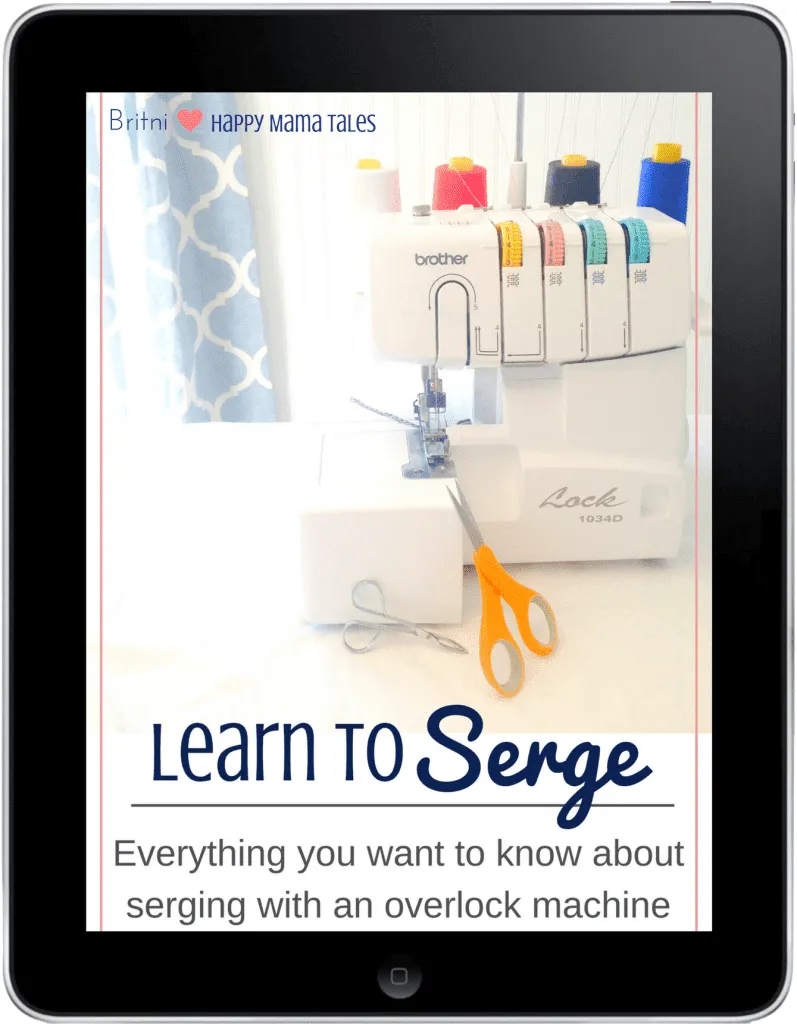 Britni ❤ Happy Mama Tales
brother
Lock
1034D
Learn to Serge
Everything you want to know about
serging with an overlock machine